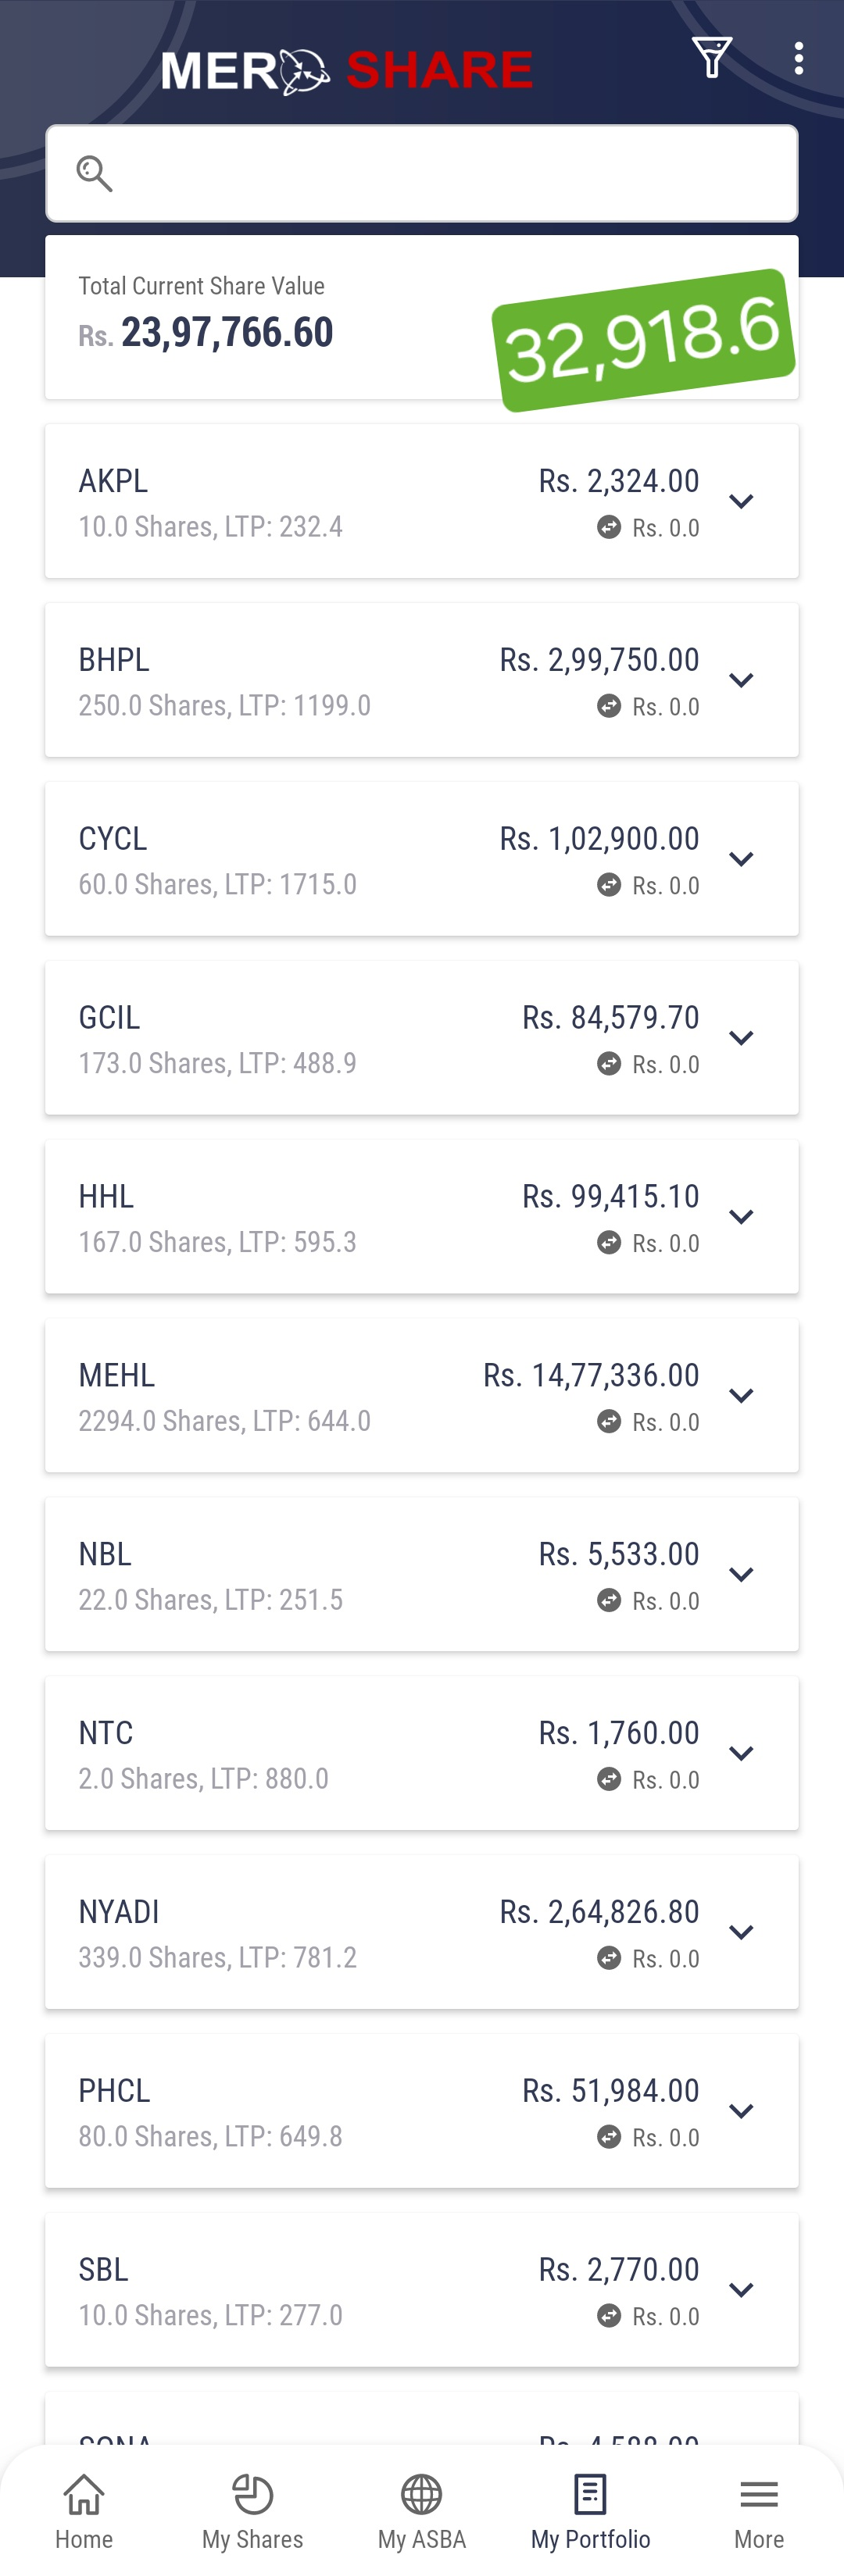 MERO SHARE
Total Current Share Value
Rs. 23,97,766.60
32,918.6
AKPL
Rs. 2,324.00
10.0 Shares, LTP: 232.4
Rs. 0.0
BHPL
Rs. 2,99,750.00
250.0 Shares, LTP: 1199.0
Rs. 0.0
CYCL
Rs. 1,02,900.00
60.0 Shares, LTP: 1715.0
Rs. 0.0
GCIL
Rs. 84,579.70
173.0 Shares, LTP: 488.9
Rs. 0.0
HHL
Rs. 99,415.10
167.0 Shares, LTP: 595.3
Rs. 0.0
MEHL
Rs. 14,77,336.00
2294.0 Shares, LTP: 644.0
Rs. 0.0
NBL
Rs. 5,533.00
22.0 Shares, LTP: 251.5
Rs. 0.0
NTC
Rs. 1,760.00
2.0 Shares, LTP: 880.0
Rs. 0.0
NYADI
Rs. 2,64,826.80
339.0 Shares, LTP: 781.2
Rs. 0.0
PHCL
Rs. 51,984.00
80.0 Shares, LTP: 649.8
Rs. 0.0
SBL
Rs. 2,770.00
10.0 Shares, LTP: 277.0
Rs. 0.0
Home
My Shares
My ASBA
My Portfolio
More